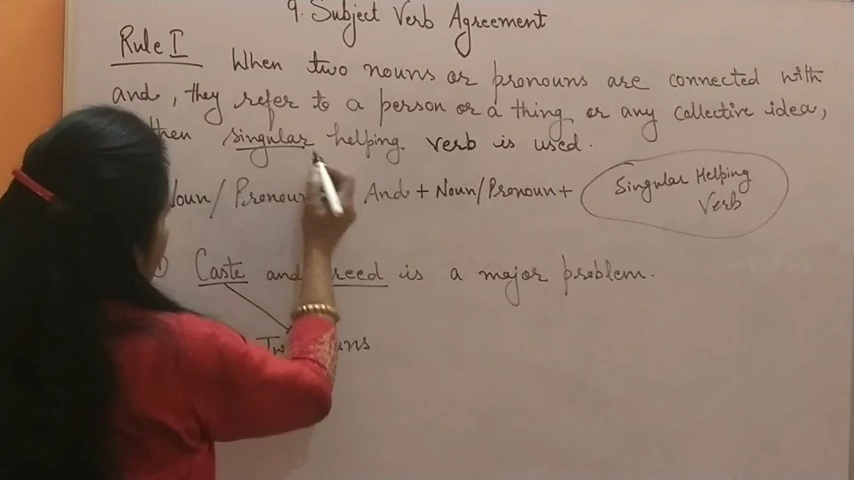 9. Subject Verb Agreement
Rule I When two nouns or pronouns are connected with
and, they refer to a person or a thing or any collective idea,
then singular helping verb is used.
Noun/ Pronoun And + Noun/Pronoun + Singular Helping
Verb
Caste and reed is a major problem.